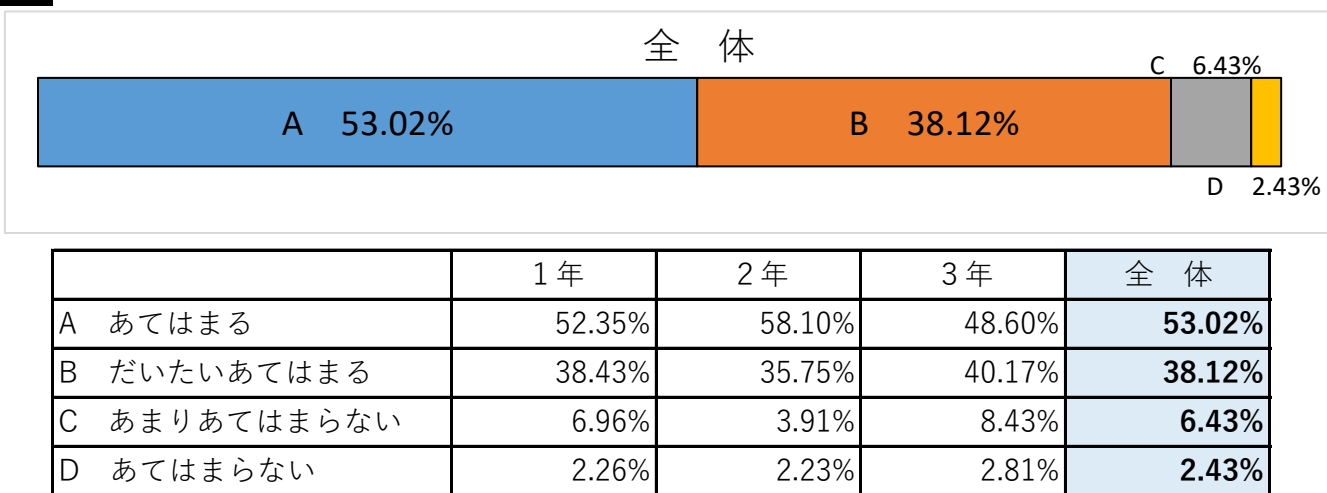 全　体
C　6.43%
A　53.02%　B　38.12%
D　2.43%
1年　2年　3年　全　体
A　あてはまる　52.35%　58.10%　48.60%　53.02%
B　だいたいあてはまる　38.43%　35.75%　40.17%　38.12%
C　あまりあてはまらない　6.96%　3.91%　8.43%　6.43%
D　あてはまらない　2.26%　2.23%　2.81%　2.43%